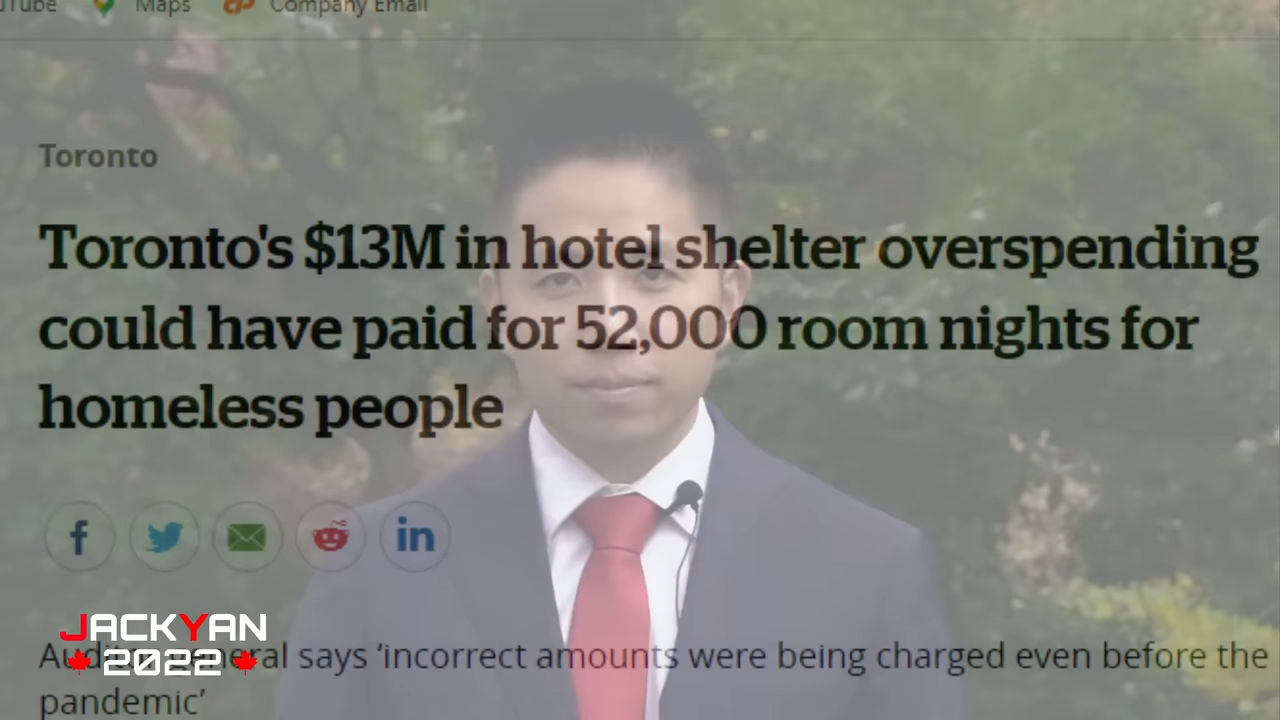 Maps
Company Email
Toronto
Toronto's $13M in hotel shelter overspending
could have paid for 52,000 room nights for
homeless people
f
in
JACKYAN
2022
says ‘incorrect amounts were being charged even before the
pandemic’